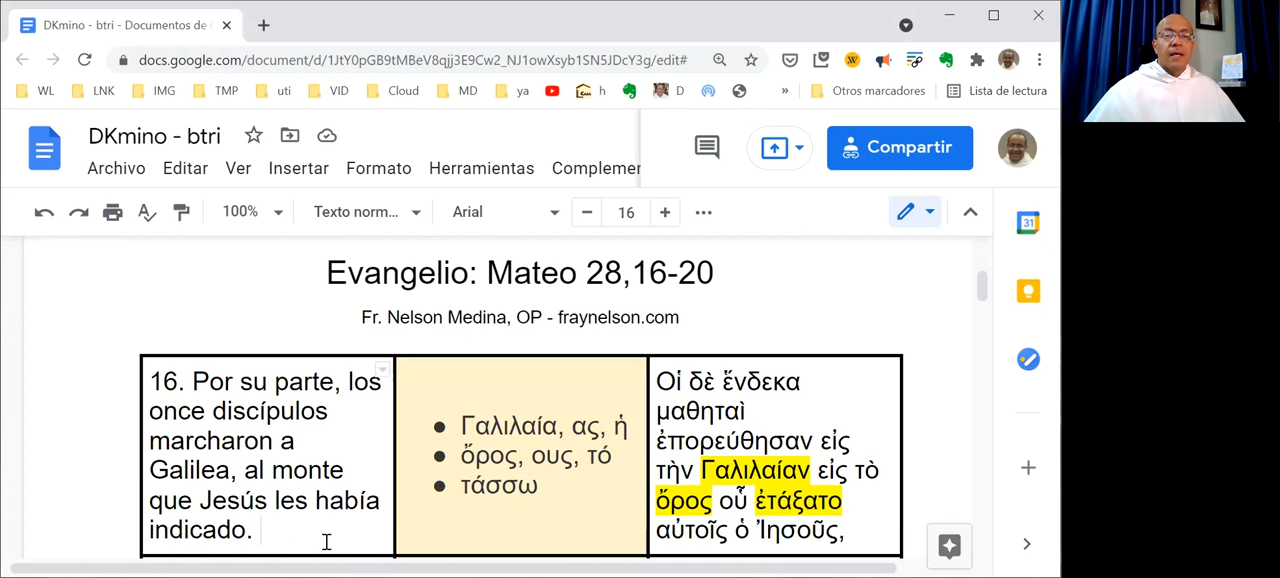 DKmino - btri - Documentos de
docs.google.com/document/d/1JtY0pGB9tMBeV8qjj3E9Cw2_NJ1owXsyb1SN5JDcY3g/edit#
WL LNK IMG TMP uti VID Cloud MD ya h D » Otros marcadores Lista de lectura
DKmino - btri
Archivo Editar Ver Insertar Formato Herramientas Complemen
Compartir
100% Texto norm... Arial 16
31
Evangelio: Mateo 28,16-20
Fr. Nelson Medina, OP - fraynelson.com
16. Por su parte, los
once discípulos
marcharon a
Galilea, al monte
que Jesús les había
indicado.
● Γαλιλαία, ας, ἡ
● ὄρος, ους, τό
● τάσσω
Οἱ δὲ ἕνδεκα
μαθηταὶ
ἐπορεύθησαν εἰς
τὴν Γαλιλαίαν εἰς τὸ
ὄρος οὗ ἐτάξατο
αὐτοῖς ὁ Ἰησοῦς,